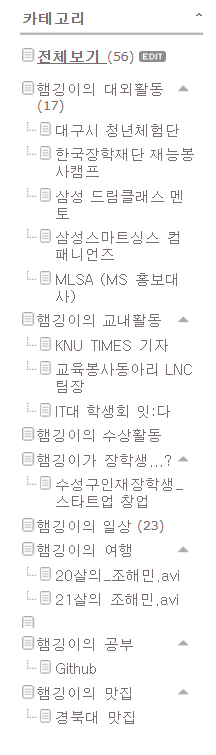 카테고리
전체보기 (56) EDIT
햄깅이의 대외활동
(17)
대구시 청년체험단
한국장학재단 재능봉
사캠프
삼성 드림클래스 멘
토
삼성스마트싱스 컴
패니언즈
MLSA (MS 홍보대
사)
햄깅이의 교내활동
KNU TIMES 기자
교육봉사동아리 LNC
팀장
IT대 학생회 잇:다
햄깅이의 수상활동
햄깅이가 장학생...?
수성구인재장학생_
스타트업 창업
햄깅이의 일상 (23)
햄깅이의 여행
20살의_조해민.avi
21살의 조해민.avi
햄깅이의 공부
Github
햄깅이의 맛집
경북대 맛집